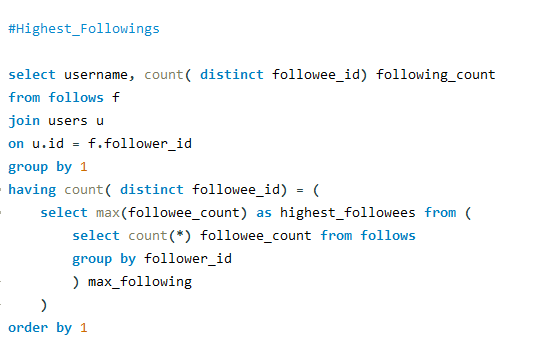 #Highest_Followings
select username, count( distinct followee_id) following_count
from follows f
join users u
on u.id = f.follower_id
group by 1
having count( distinct followee_id) = (
select max(followee_count) as highest_followees from (
select count(*) followee_count from follows
group by follower_id
) max_following
)
order by 1